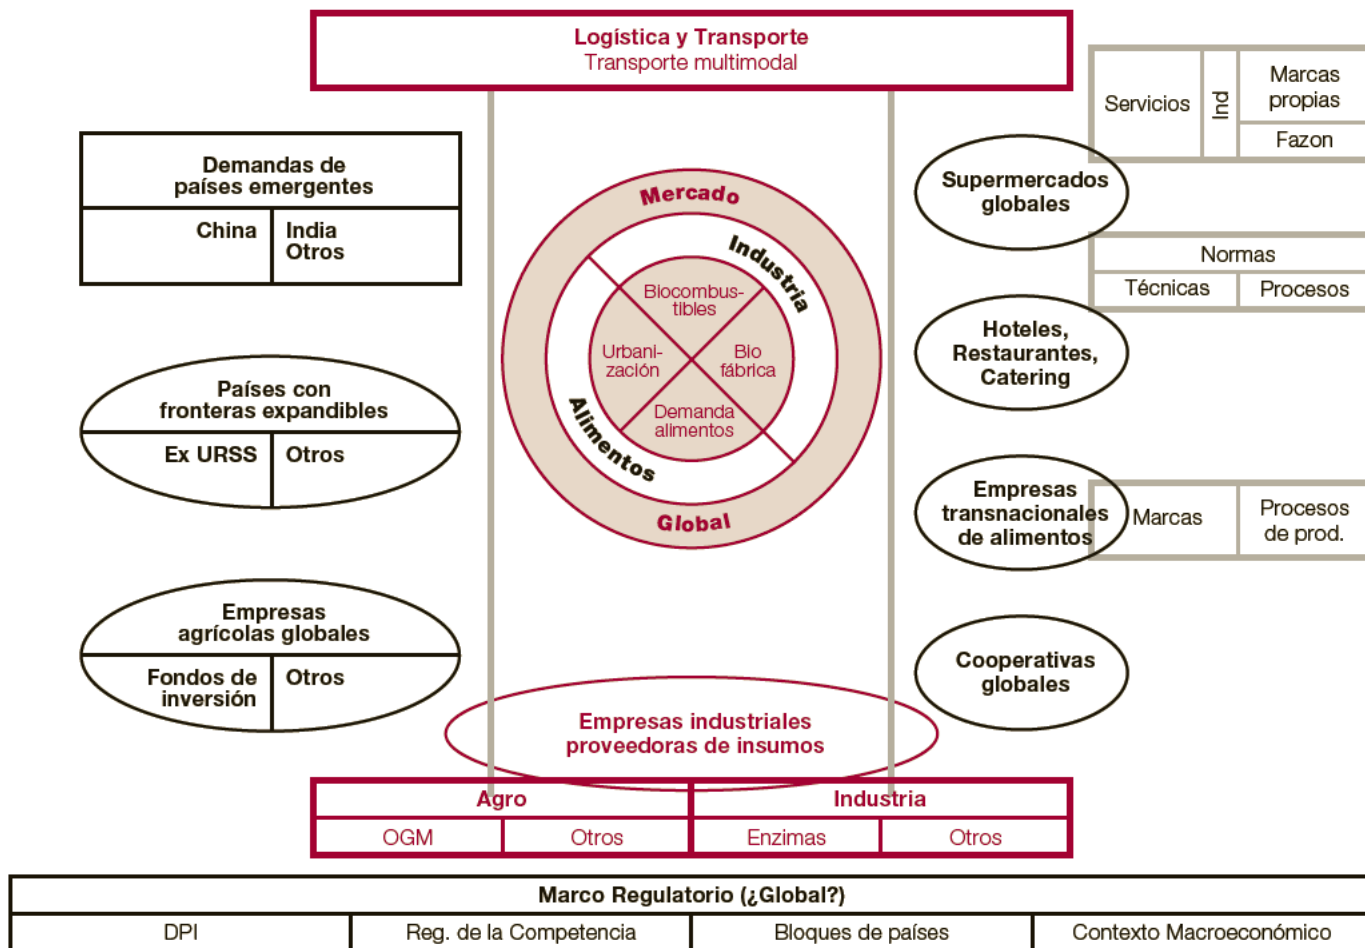 Logística y Transporte
Transporte multimodal
Servicios
Ind
Marcas
propias
Fazon
Demandas de
países emergentes
China
India
Otros
Países con
fronteras expandibles
Ex URSS
Otros
Empresas
agrícolas globales
Fondos de
inversión
Otros
Mercado
Industria
Biocombus-
tibles
Urbani-
zación
Bio
fábrica
Demanda
alimentos
Alimentos
Global
Supermercados
globales
Normas
Técnicas
Procesos
Hoteles,
Restaurantes,
Catering
Empresas
transnacionales
de alimentos
Marcas
Procesos
de prod.
Cooperativas
globales
Empresas industriales
proveedoras de insumos
Agro
Industria
OGM
Otros
Enzimas
Otros
Marco Regulatorio (¿Global?)
DPI
Reg. de la Competencia
Bloques de países
Contexto Macroeconómico